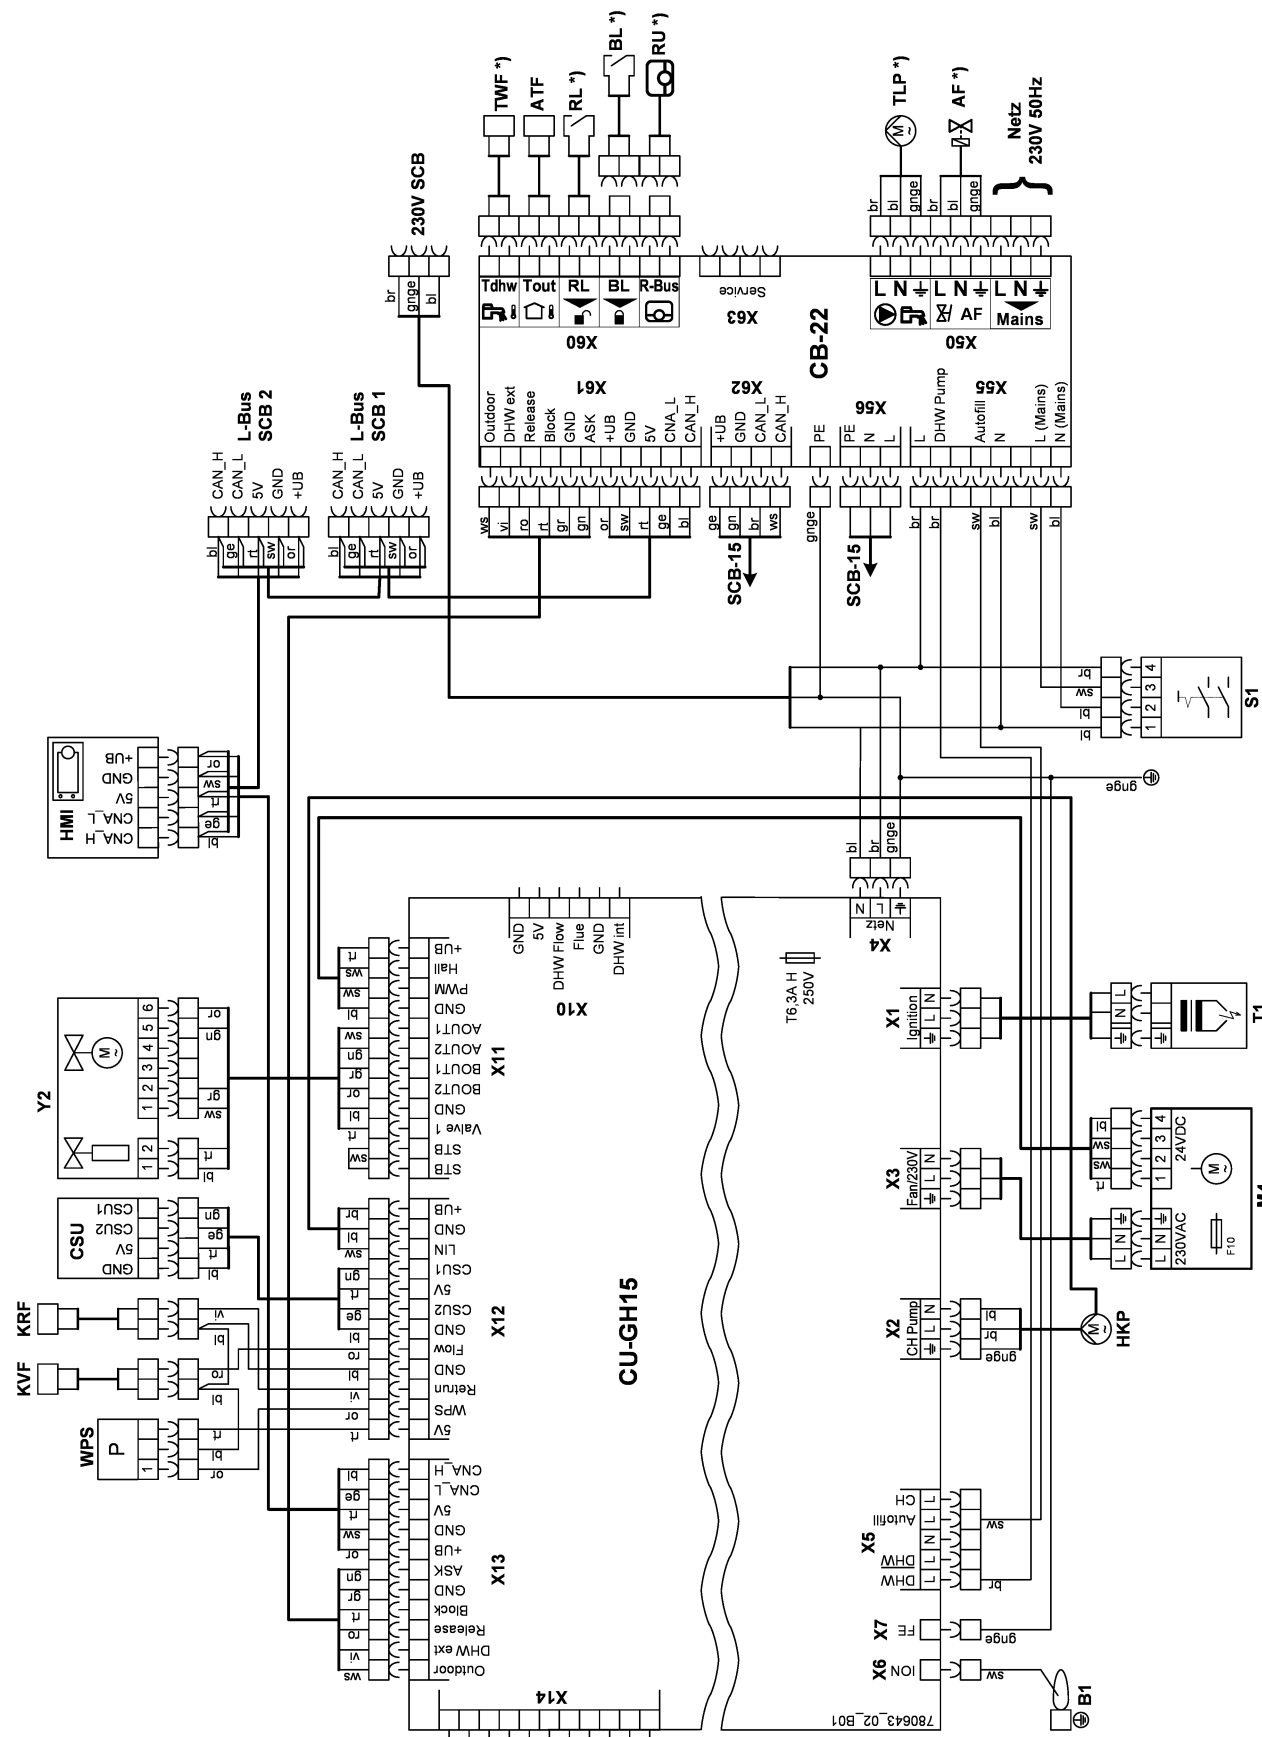 TWF *)
ATF
RL *)
BL *)
RU *)
TLP *)
AF *)
Netz
230V 50Hz
230V SCB
br
gnge
bl
br
bl
gnge
br
bl
gnge
Tdhw
Tout
RL
BL
R-Bus
X60
Service
X63
CB-22
L N
L N
L N
AF
Mains
X50
L-Bus
SCB 2
L-Bus
SCB 1
CAN_H
CAN_L
5V
GND
+UB
CAN_H
CAN_L
5V
GND
+UB
bl
ge
rt
sw
or
bl
ge
rt
sw
or
X61
Outdoor
DHW ext
Release
Block
GND
ASK
+UB
GND
5V
CNA_L
CAN_H
X62
+UB
GND
CAN_L
CAN_H
X56
PE
PE
N
L
X55
L
DHW Pump
Autofill
N
L (Mains)
N (Mains)
ws
vi
ro
rt
gr
gn
or
sw
rt
ge
bl
ge
gn
br
ws
gnge
br
br
sw
bl
sw
bl
SCB-15
SCB-15
br
sw
bl
bl
4
3
2
1
S1
gnge
HMI
+UB
GND
5V
CNA_L
CNA_H
or
sw
rt
ge
bl
Y2
6
5
4
3
2
1
2
1
M
~
or
gn
gr
sw
rt
bl
CSU
CSU1
CSU2
5V
GND
gn
ge
rt
bl
KRF
vi
bl
KVF
ro
bl
WPS
P
1
rt
bl
or
X10
GND
5V
DHW Flow
Flue
GND
DHW int
X11
+UB
Hall
PWM
GND
AOUT1
AOUT2
BOUT1
BOUT2
GND
Valve 1
STB
STB
rt
ws
sw
bl
sw
gn
gr
or
bl
rt
sw
X12
+UB
GND
LIN
CSU1
5V
CSU2
GND
Flow
GND
Retrun
WPS
5V
br
bl
sw
gn
rt
ge
bl
ro
bl
vi
or
rt
X13
CNA_H
CNA_L
5V
GND
+UB
ASK
GND
Block
Release
DHW ext
Outdoor
bl
ge
rt
sw
or
gn
gr
rt
ro
vi
ws
X14
CU-GH15
T6,3A H
250V
bl
br
gnge
N
L
Netz
X4
X1
Ignition
N
L
L
N
T1
X3
Fan/230V
N
L
bl
sw
ws
rt
4
3
2
1
24VDC
M
~
F10
N
L
N
L
230VAC
M1
X2
CH Pump
N
L
bl
br
gnge
M
~
HKP
X5
CH
Autofill
DHW
DHW
L
L
N
L
L
sw
br
X7
FE
gnge
X6
ION
sw
B1
780643_02_B01